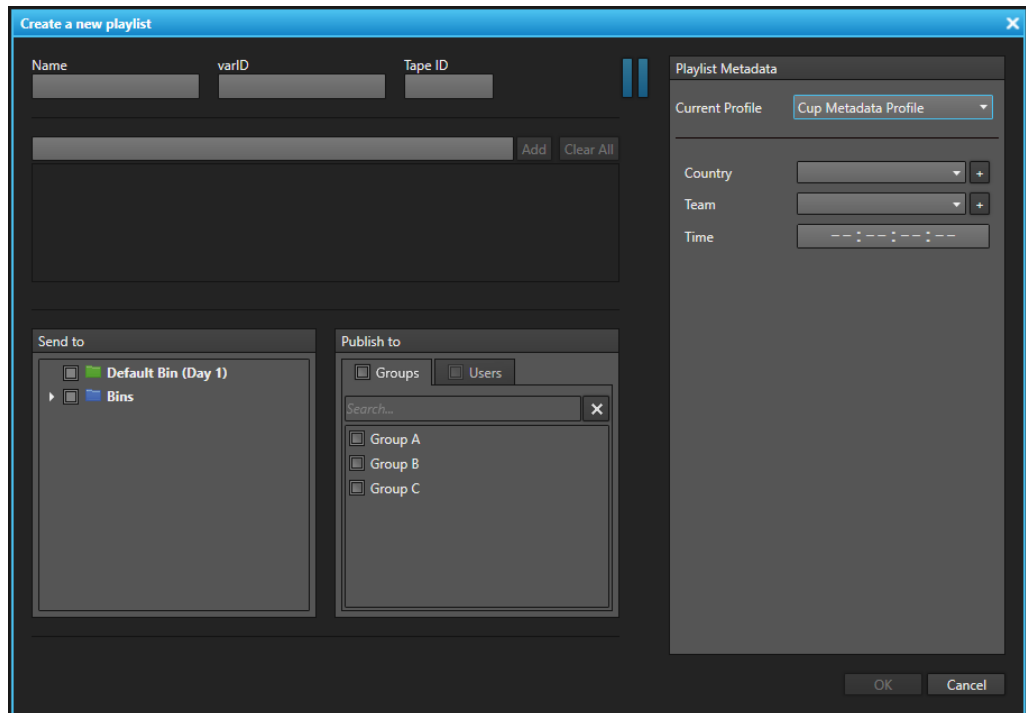 Create a new playlist
Name varID Tape ID
Add Clear All
Send to
Default Bin (Day 1)
Bins
Publish to
Groups Users
Search...
Group A
Group B
Group C
Playlist Metadata
Current Profile Cup Metadata Profile
Country +
Team +
Time --:--:--:--
OK Cancel